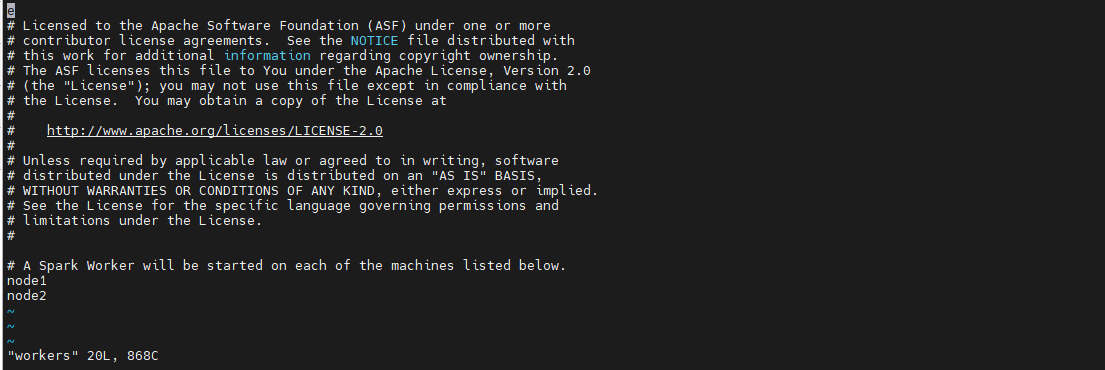 e
# Licensed to the Apache Software Foundation (ASF) under one or more
# contributor license agreements.  See the NOTICE file distributed with
# this work for additional information regarding copyright ownership.
# The ASF licenses this file to You under the Apache License, Version 2.0
# (the "License"); you may not use this file except in compliance with
# the License.  You may obtain a copy of the License at
#
#    http://www.apache.org/licenses/LICENSE-2.0
#
# Unless required by applicable law or agreed to in writing, software
# distributed under the License is distributed on an "AS IS" BASIS,
# WITHOUT WARRANTIES OR CONDITIONS OF ANY KIND, either express or implied.
# See the License for the specific language governing permissions and
# limitations under the License.
#

# A Spark Worker will be started on each of the machines listed below.
node1
node2
~
~
~
"workers" 20L, 868C